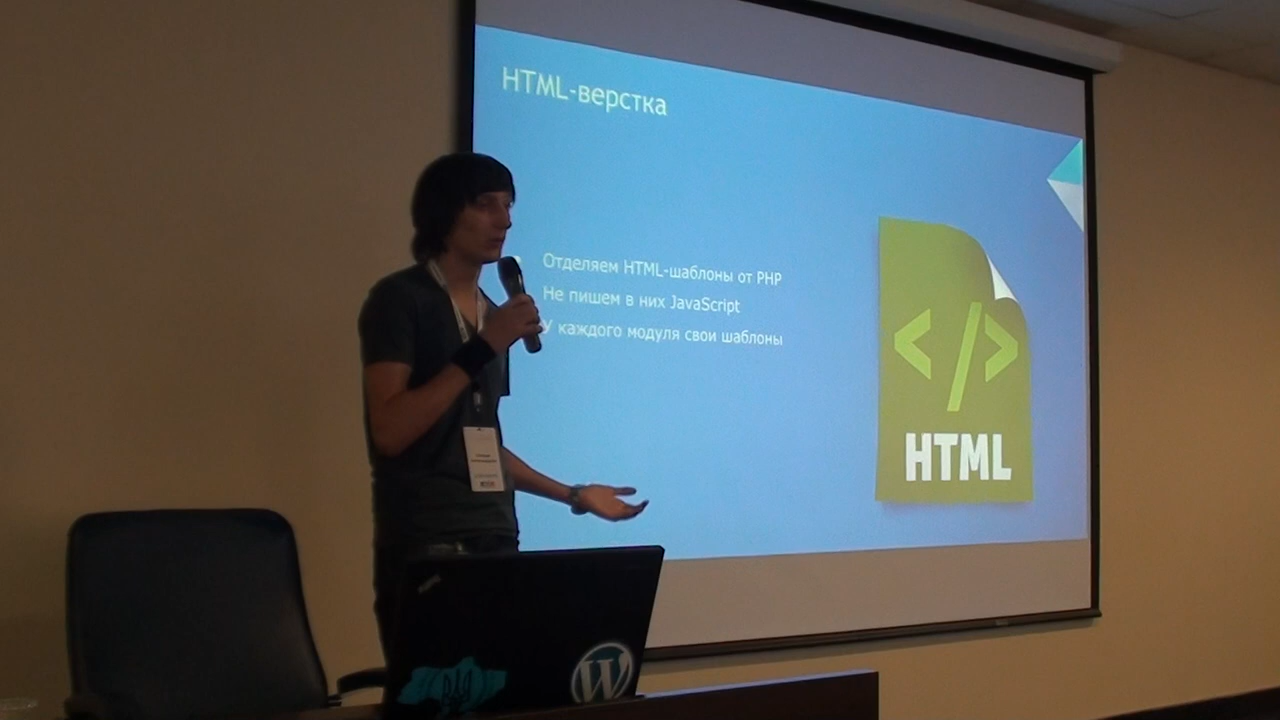 HTML-верстка
Отделяем HTML-шаблоны от PHP
Не пишем в них JavaScript
У каждого модуля свои шаблоны
</>
HTML
W